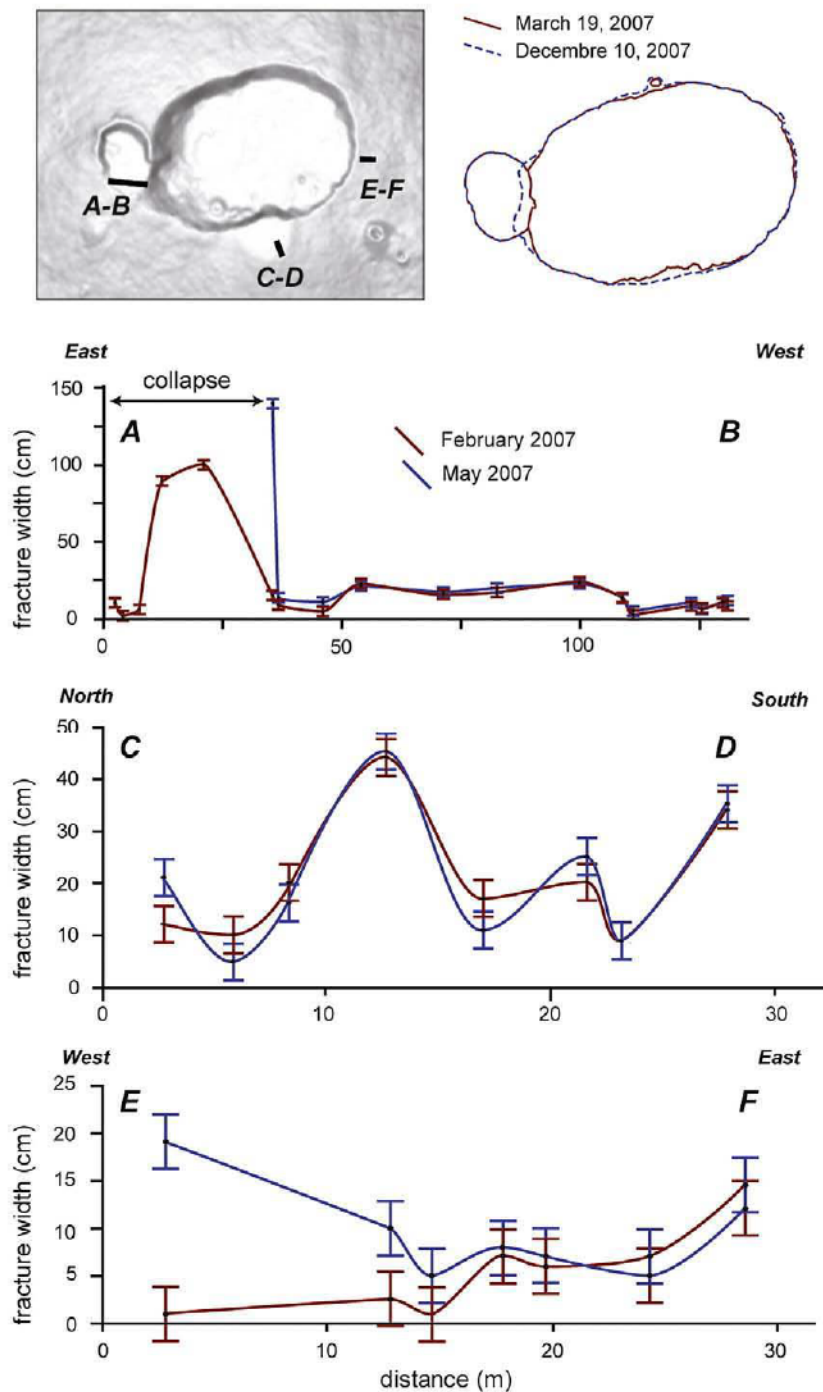 March 19, 2007
Decembre 10, 2007
A-B
E-F
C-D
East
West
collapse
A
B
February 2007
May 2007
fracture width (cm)
150
100
50
0
0
50
100
North
South
C
D
fracture width (cm)
50
40
30
20
10
0
0
10
20
30
West
East
E
F
fracture width (cm)
25
20
15
10
5
0
0
10
20
30
distance (m)